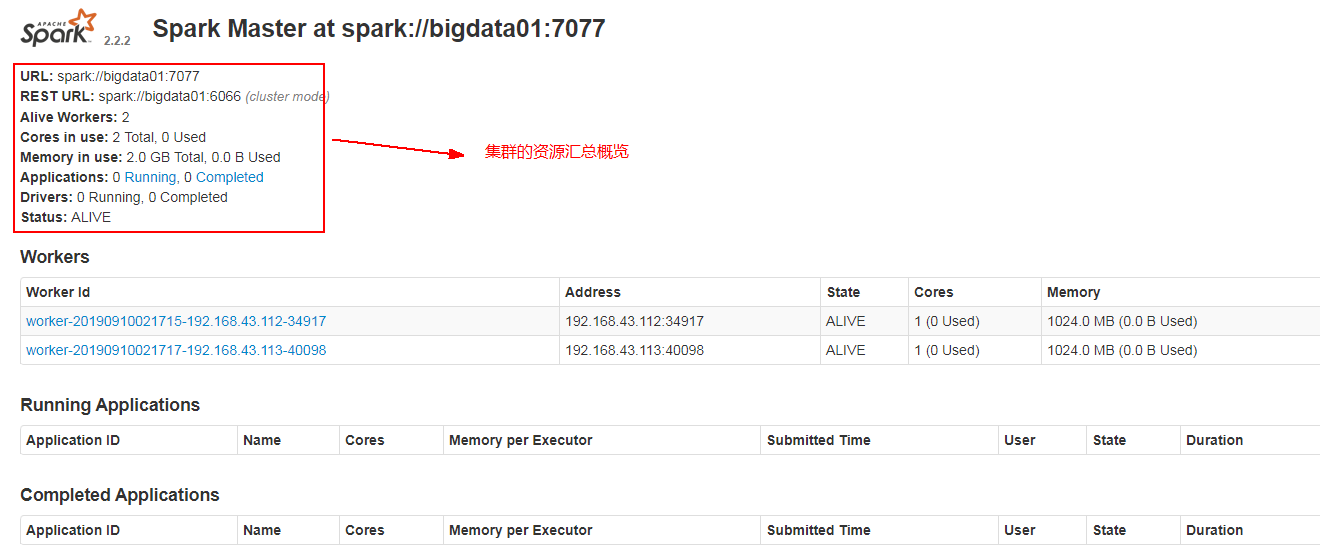 APACHE
Spark 2.2.2 Spark Master at spark://bigdata01:7077
URL: spark://bigdata01:7077
REST URL: spark://bigdata01:6066 (cluster mode)
Alive Workers: 2
Cores in use: 2 Total, 0 Used
Memory in use: 2.0 GB Total, 0.0 B Used
Applications: 0 Running, 0 Completed
Drivers: 0 Running, 0 Completed
Status: ALIVE
集群的资源汇总概览
Workers
Worker Id Address State Cores Memory
worker-20190910021715-192.168.43.112-34917 192.168.43.112:34917 ALIVE 1 (0 Used) 1024.0 MB (0.0 B Used)
worker-20190910021717-192.168.43.113-40098 192.168.43.113:40098 ALIVE 1 (0 Used) 1024.0 MB (0.0 B Used)
Running Applications
Application ID Name Cores Memory per Executor Submitted Time User State Duration
Completed Applications
Application ID Name Cores Memory per Executor Submitted Time User State Duration